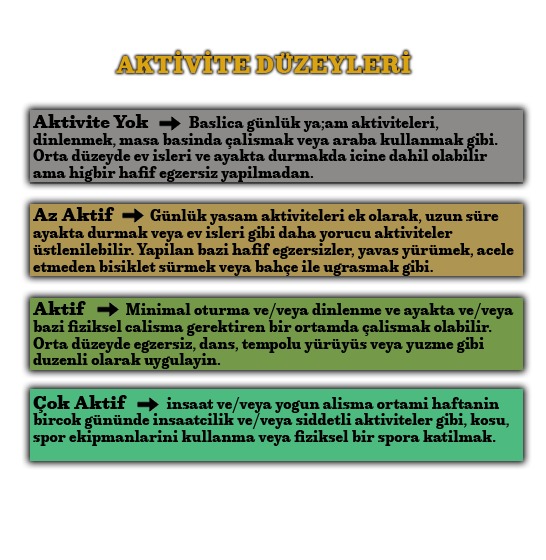 AKTİVİTE DÜZEYLERİ
Aktivite Yok ➡ Baslica günlük ya;am aktiviteleri,
dinlenmek, masa basinda çalismak veya araba kullanmak gibi.
Orta düzeyde ev isleri ve ayakta durmakda icine dahil olabilir
ama higbir hafif egzersiz yapilmadan.
Az Aktif ➡ Günlük yasam aktiviteleri ek olarak, uzun süre
ayakta durmak veya ev isleri gibi daha yorucu aktiviteler
üstlenilebilir. Yapilan bazi hafif egzersizler, yavas yürümek, acele
etmeden bisiklet sürmek veya bahçe ile ugrasmak gibi.
Aktif ➡ Minimal oturma ve/veya dinlenme ve ayakta ve/veya
bazi fiziksel calisma gerektiren bir ortamda çalismak olabilir.
Orta düzeyde egzersiz, dans, tempolu yürüyüs veya yuzme gibi
duzenli olarak uygulayin.
Çok Aktif ➡ insaat ve/veya yogun alisma ortami haftanin
bircok gününde insaatcilik ve/veya siddetli aktiviteler gibi, kosu,
spor ekipmanlarini kullanma veya fiziksel bir spora katilmak.